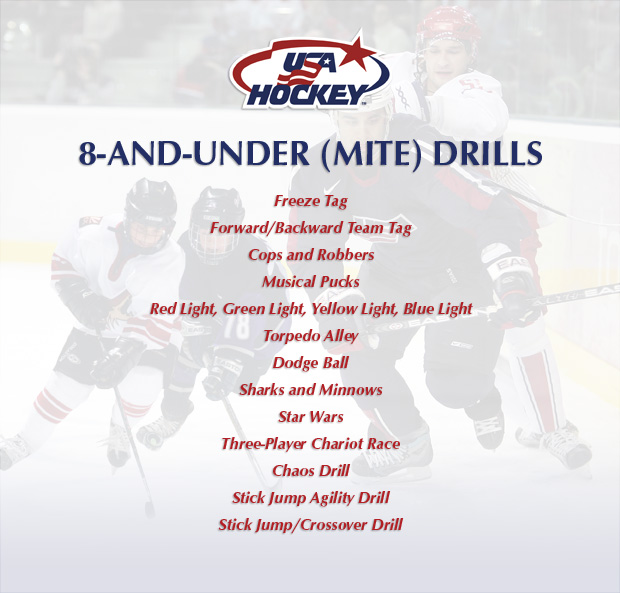 USA
HOCKEY
8-AND-UNDER (MITE) DRILLS
Freeze Tag
Forward/Backward Team Tag
Cops and Robbers
Musical Pucks
Red Light, Green Light, Yellow Light, Blue Light
Torpedo Alley
Dodge Ball
Sharks and Minnows
Star Wars
Three-Player Chariot Race
Chaos Drill
Stick Jump Agility Drill
Stick Jump/Crossover Drill